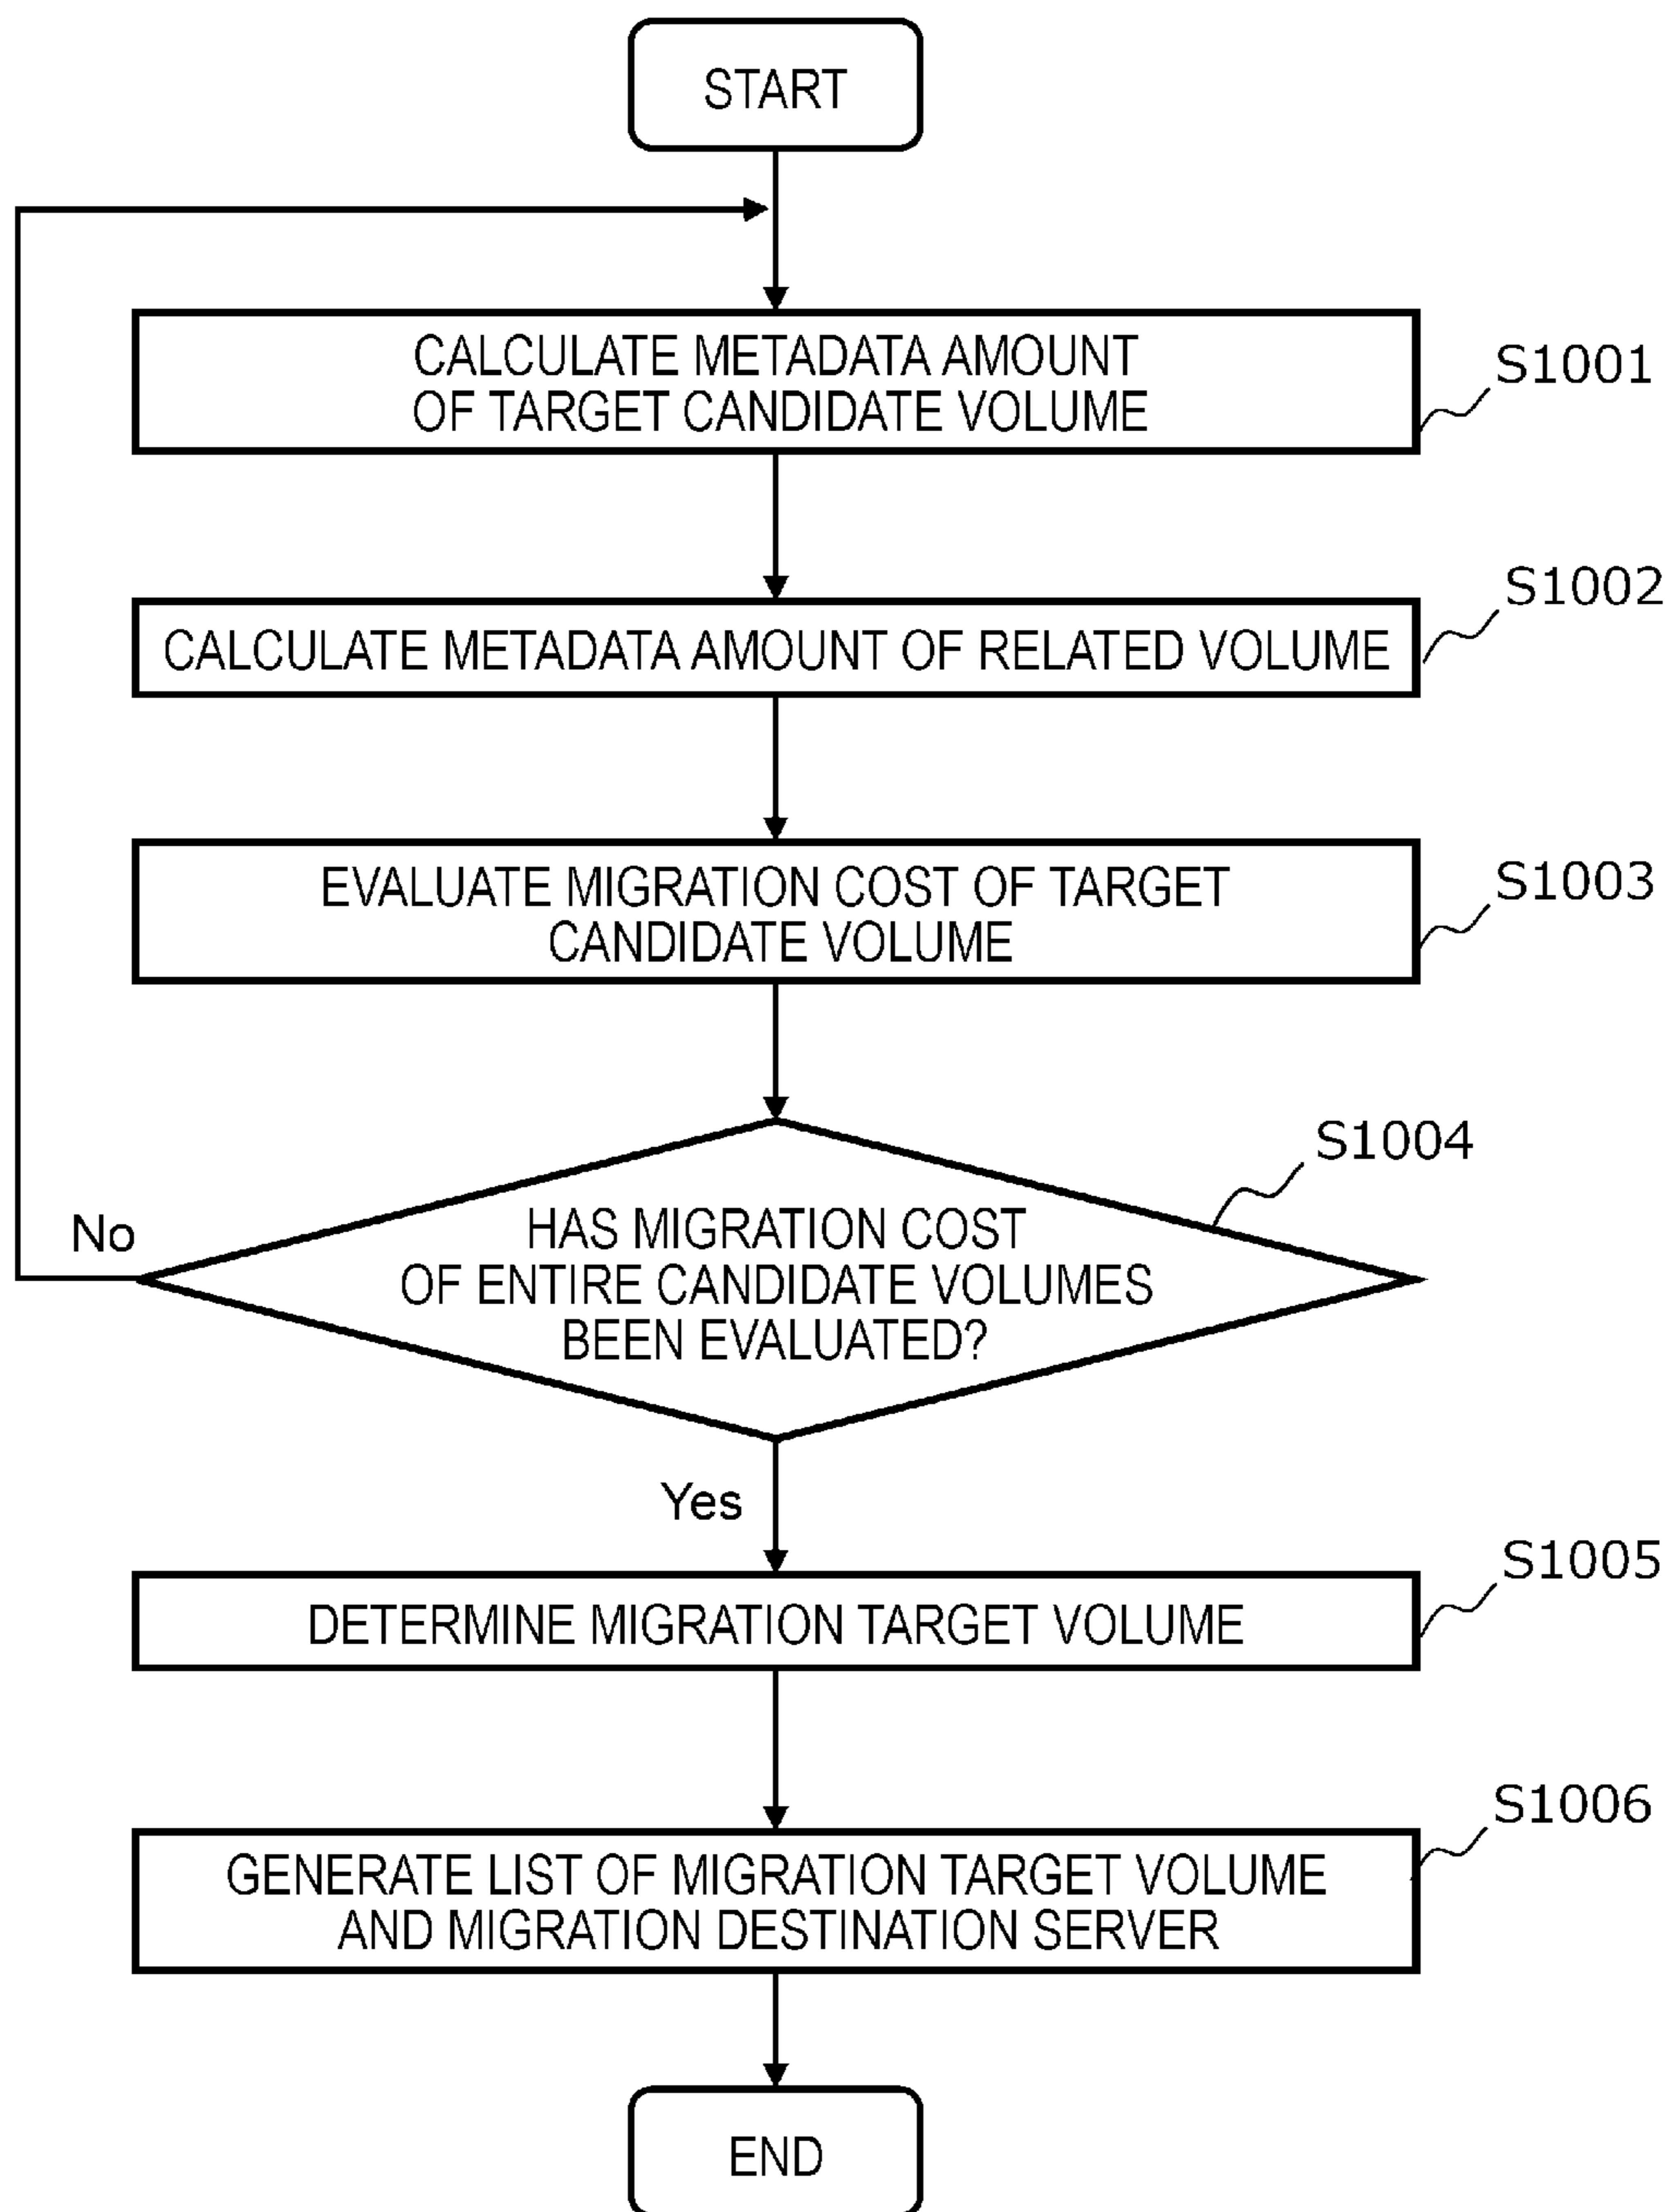 START
CALCULATE METADATA AMOUNT
OF TARGET CANDIDATE VOLUME
S1001
CALCULATE METADATA AMOUNT OF RELATED VOLUME
S1002
EVALUATE MIGRATION COST OF TARGET
CANDIDATE VOLUME
S1003
HAS MIGRATION COST
OF ENTIRE CANDIDATE VOLUMES
BEEN EVALUATED?
S1004
No
Yes
DETERMINE MIGRATION TARGET VOLUME
S1005
GENERATE LIST OF MIGRATION TARGET VOLUME
AND MIGRATION DESTINATION SERVER
S1006
END